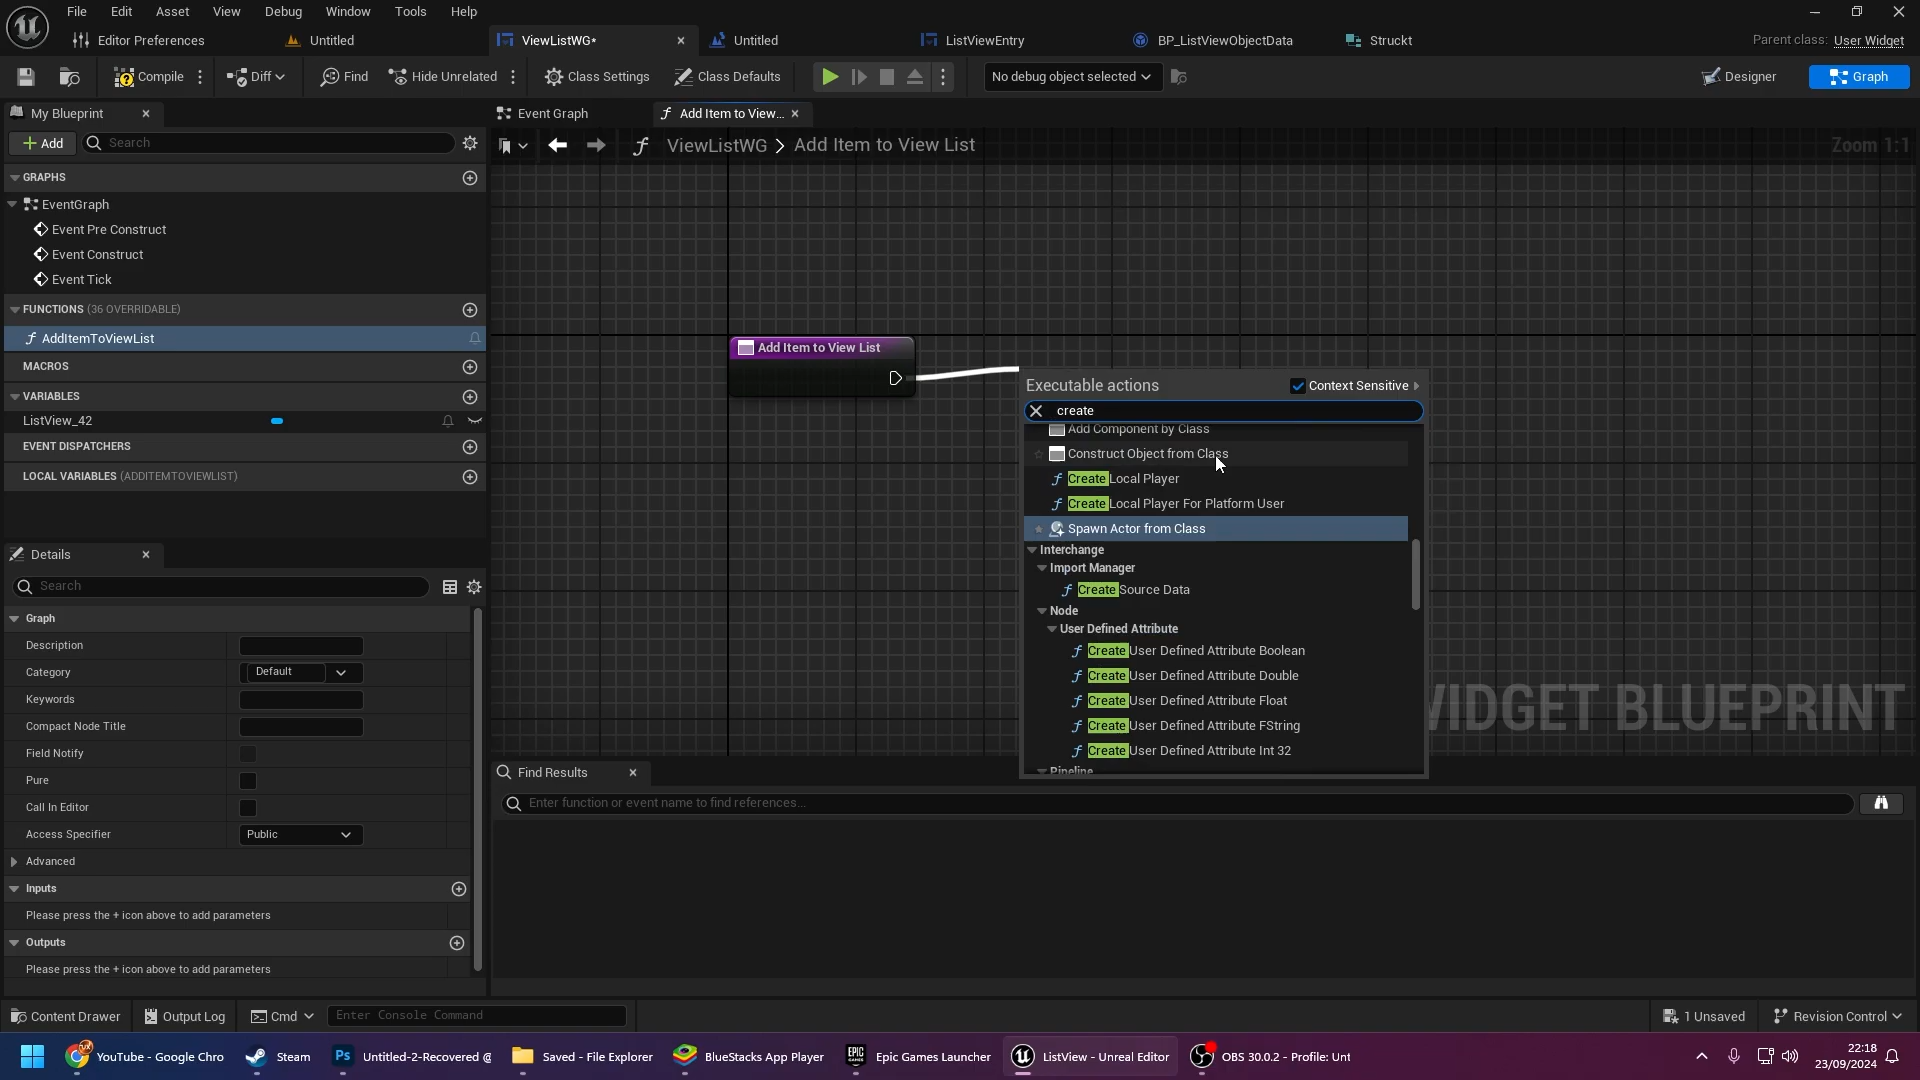 File Edit Asset View Debug Window Tools Help
Editor Preferences Untitled ViewListWG* Untitled ListViewEntry BP_ListViewObjectData Struckt Parent class: User Widget
Compile Diff Find Hide Unrelated Class Settings Class Defaults No debug object selected Designer Graph
My Blueprint Event Graph Add Item to View...
Add Search ViewListWG > Add Item to View List Zoom 1:1
GRAPHS
EventGraph
Event Pre Construct
Event Construct
Event Tick
FUNCTIONS (36 OVERRIDABLE)
AddItemToViewList
MACROS
VARIABLES
ListView_42
EVENT DISPATCHERS
LOCAL VARIABLES (ADDITEMTOVIEWLIST)
Add Item to View List
Executable actions Context Sensitive
create
Add Component by Class
Construct Object from Class
Create Local Player
Create Local Player For Platform User
Spawn Actor from Class
Interchange
Import Manager
Create Source Data
Node
User Defined Attribute
Create User Defined Attribute Boolean
Create User Defined Attribute Double
Create User Defined Attribute Float
Create User Defined Attribute FString
Create User Defined Attribute Int 32
Pipeline
WIDGET BLUEPRINT
Details
Search
Graph
Description
Category Default
Keywords
Compact Node Title
Field Notify
Pure
Call In Editor
Access Specifier Public
Advanced
Inputs
Please press the + icon above to add parameters
Outputs
Please press the + icon above to add parameters
Find Results
Enter function or event name to find references...
Content Drawer Output Log Cmd Enter Console Command 1 Unsaved Revision Control
YouTube - Google Chro Steam Untitled-2-Recovered @ Saved - File Explorer BlueStacks App Player Epic Games Launcher ListView - Unreal Editor OBS 30.0.2 - Profile: Unt 22:18
23/09/2024